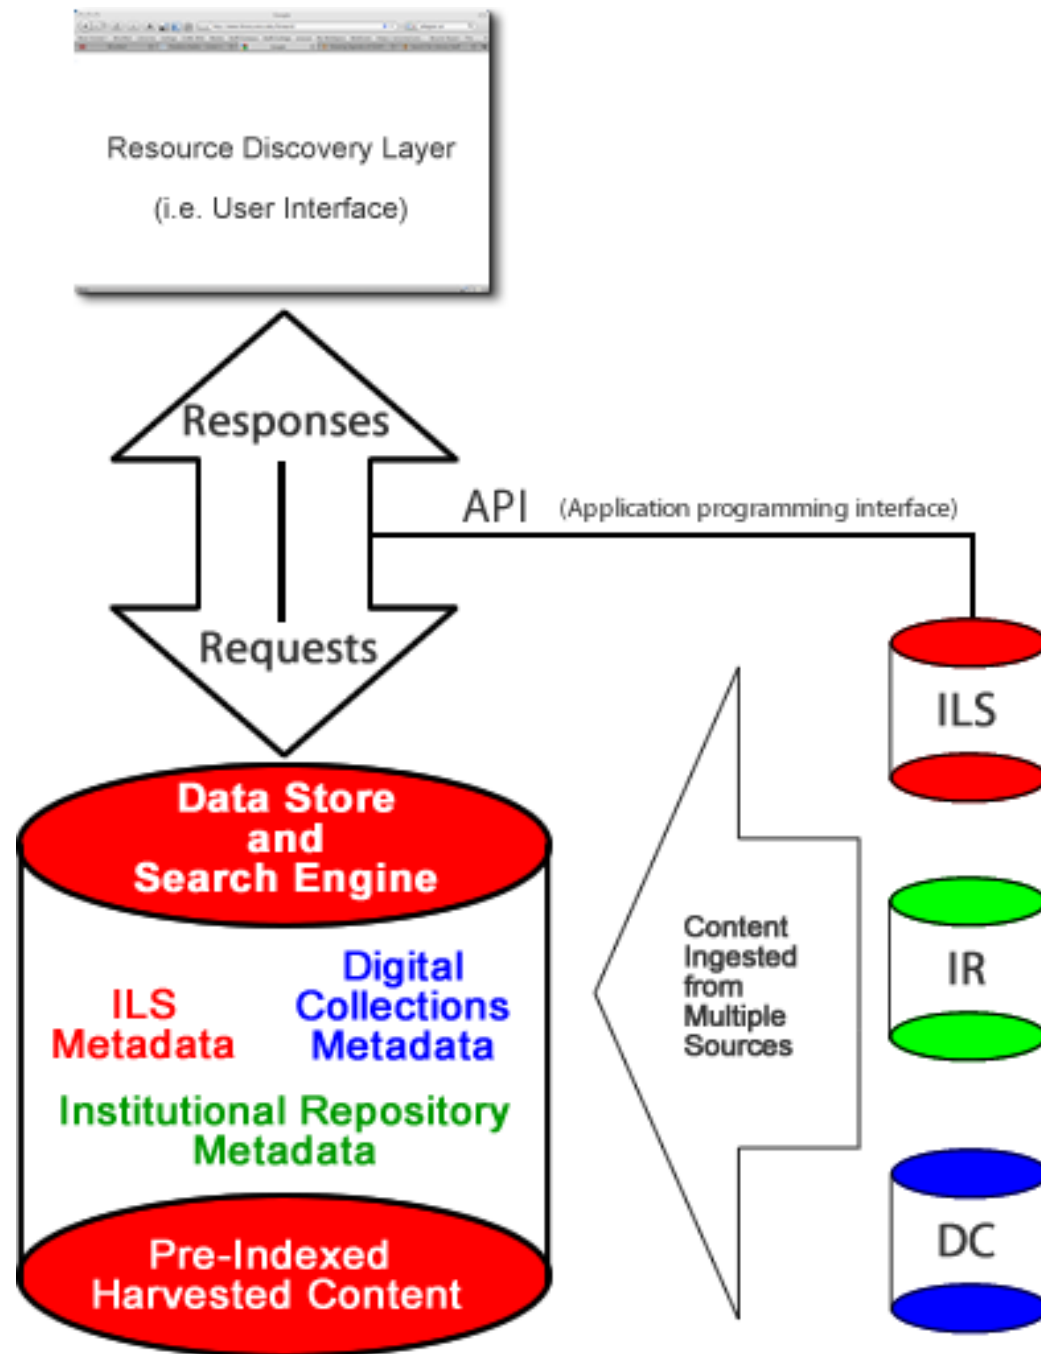 Resource Discovery Layer
(i.e. User Interface)
Responses
API (Application programming interface)
Requests
ILS
Data Store
and
Search Engine
Content
Ingested
from
Multiple
Sources
IR
ILS
Metadata
Digital
Collections
Metadata
Institutional Repository
Metadata
DC
Pre-Indexed
Harvested Content